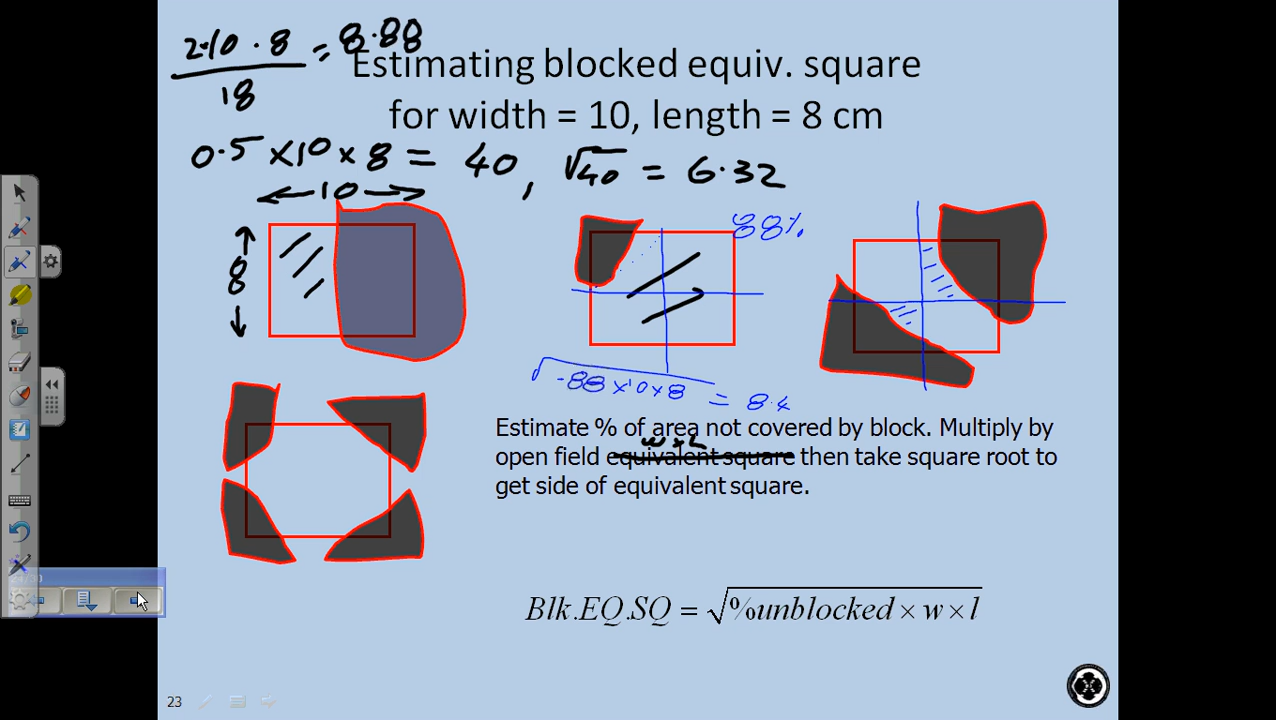 2·10 · 8 = 8.88
18
Estimating blocked equiv. square
for width = 10, length = 8 cm
0.5 × 10 × 8 = 40, √40 = 6.32
10
8
88%
√.88 × 10 × 8 = 8.4
Estimate % of area not covered by block. Multiply by
w × L
open field equivalent square then take square root to
get side of equivalent square.
Blk.EQ.SQ = √%unblocked × w × l
23